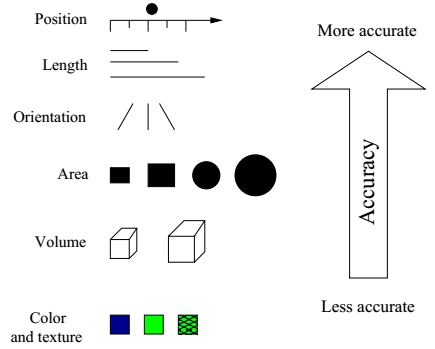 Position
Length
Orientation
Area
Volume
Color
and texture
More accurate
Accuracy
Less accurate